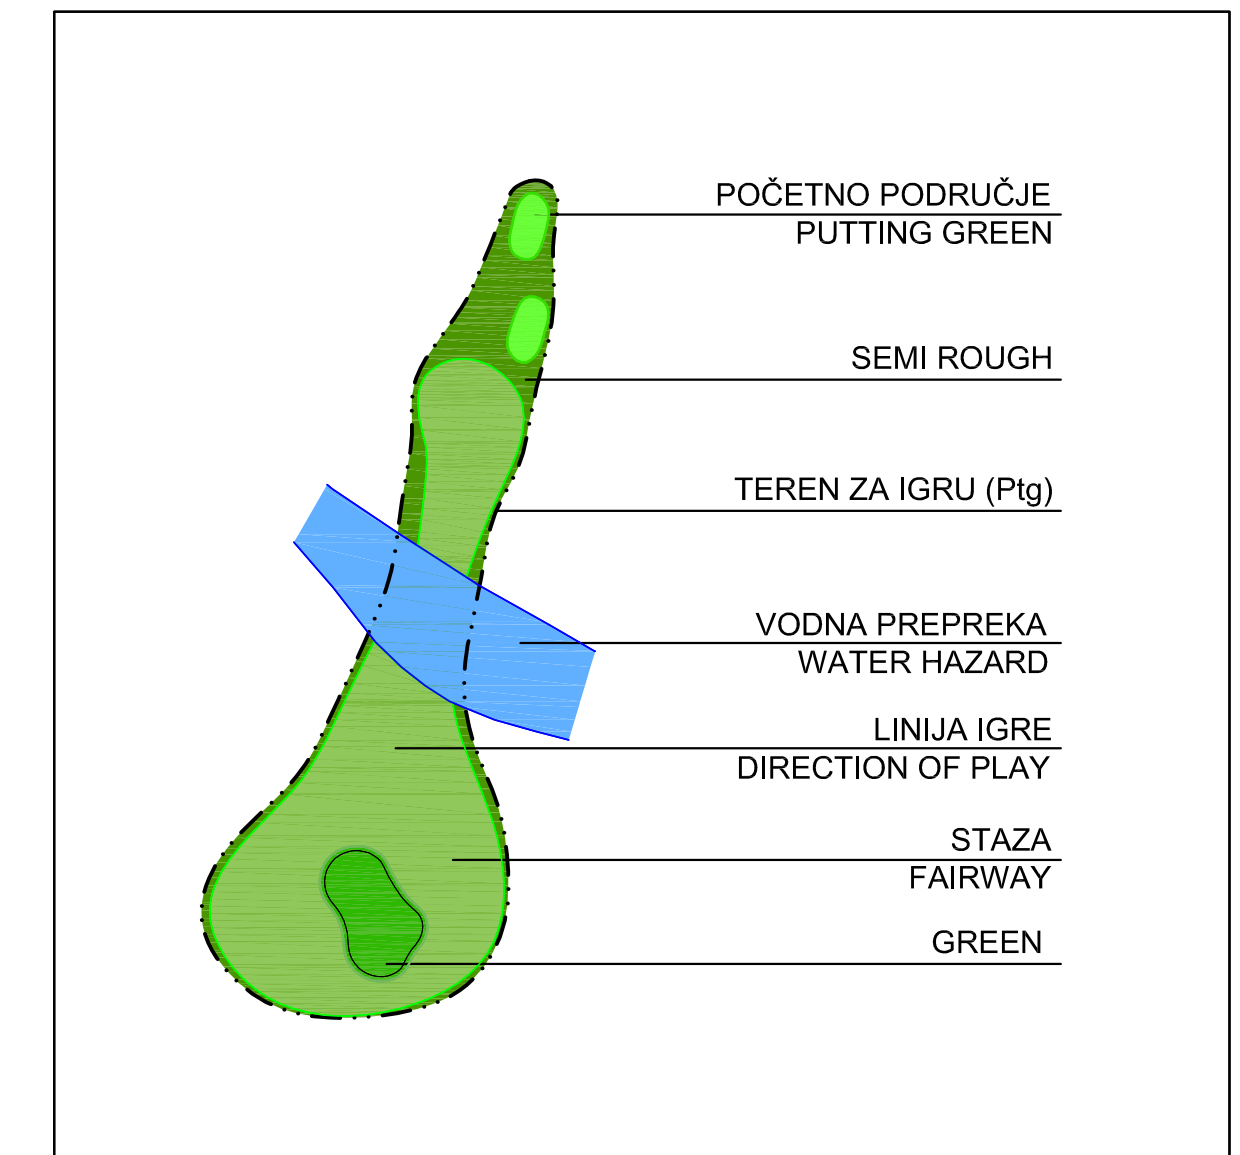 POČETNO PODRUČJE
PUTTING GREEN
SEMI ROUGH
TEREN ZA IGRU (Ptg)
VODNA PREPREKA
WATER HAZARD
LINIJA IGRE
DIRECTION OF PLAY
STAZA
FAIRWAY
GREEN